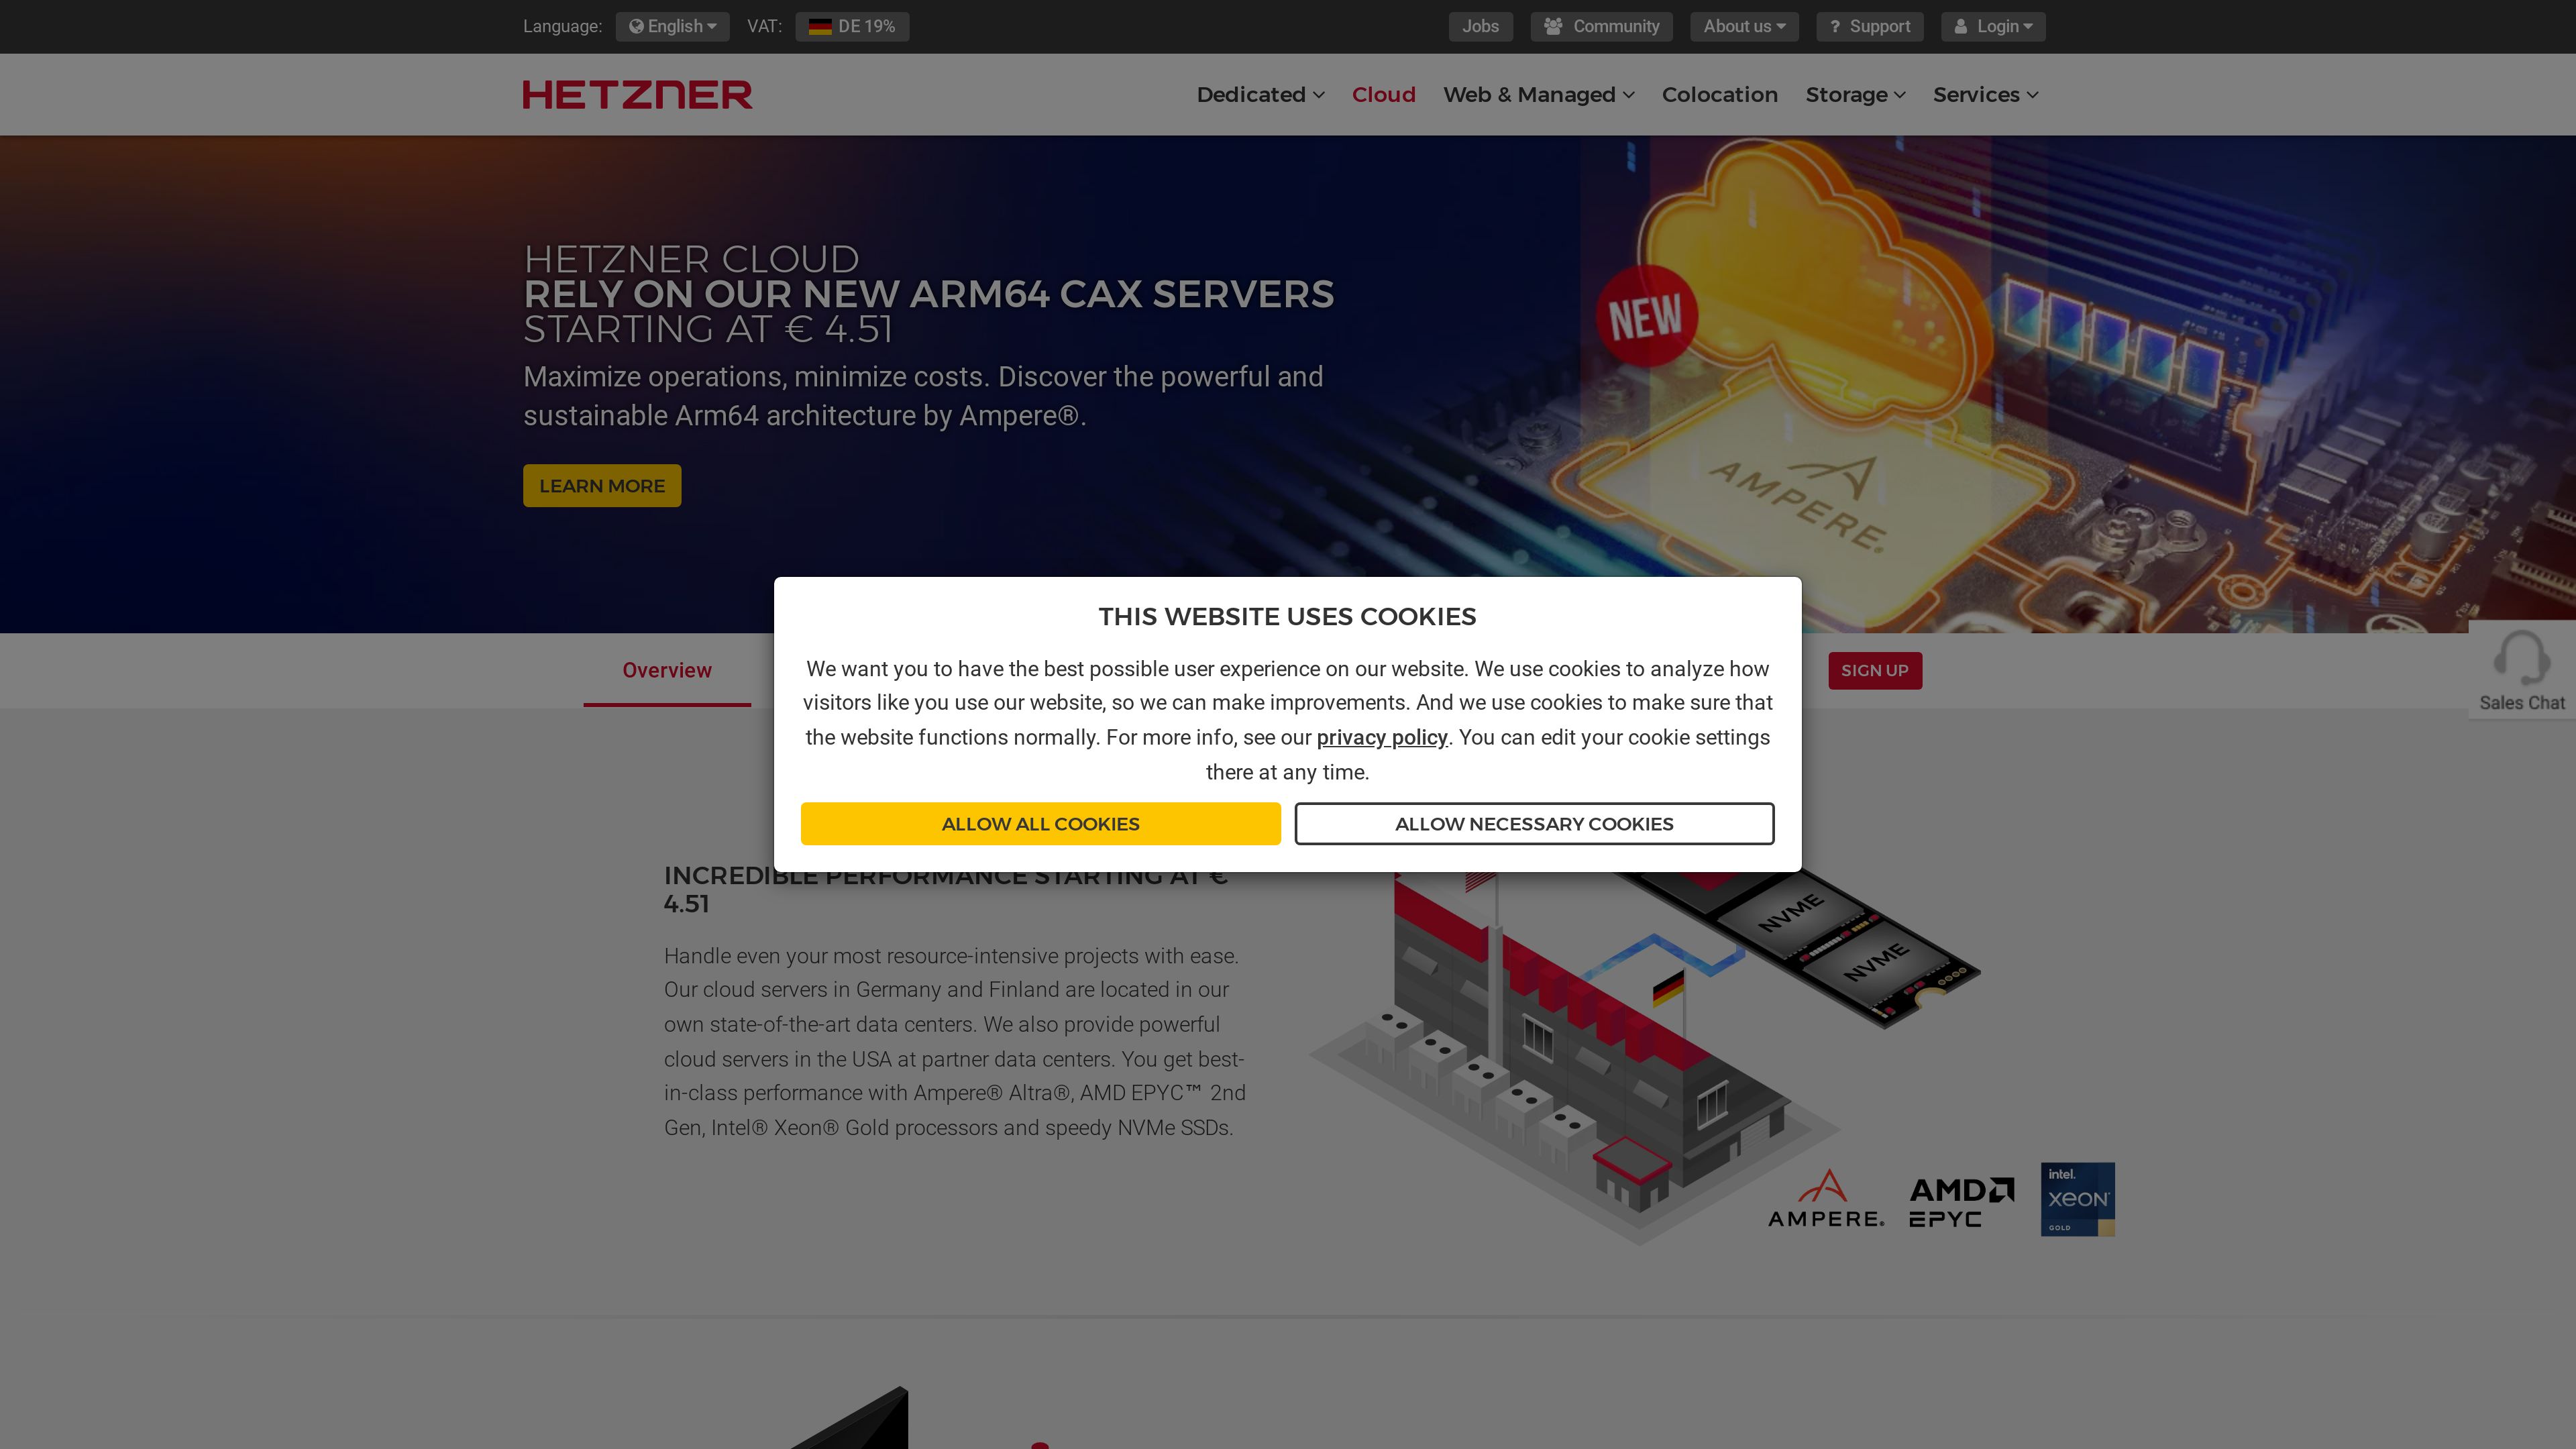 Language: English VAT: DE 19% Jobs Community About us ? Support Login
HETZNER Dedicated Cloud Web & Managed Colocation Storage Services
HETZNER CLOUD
RELY ON OUR NEW ARM64 CAX SERVERS
STARTING AT € 4.51
Maximize operations, minimize costs. Discover the powerful and
sustainable Arm64 architecture by Ampere®.
LEARN MORE
NEW
AMPERE®
THIS WEBSITE USES COOKIES
We want you to have the best possible user experience on our website. We use cookies to analyze how
visitors like you use our website, so we can make improvements. And we use cookies to make sure that
the website functions normally. For more info, see our privacy policy. You can edit your cookie settings
there at any time.
ALLOW ALL COOKIES ALLOW NECESSARY COOKIES
Overview
SIGN UP
Sales Chat
INCREDIBLE PERFORMANCE STARTING AT €
4.51
Handle even your most resource-intensive projects with ease.
Our cloud servers in Germany and Finland are located in our
own state-of-the-art data centers. We also provide powerful
cloud servers in the USA at partner data centers. You get best-
in-class performance with Ampere® Altra®, AMD EPYC™ 2nd
Gen, Intel® Xeon® Gold processors and speedy NVMe SSDs.
NVME
NVME
AMPERE®
AMD
EPYC
intel.
XEON®
GOLD